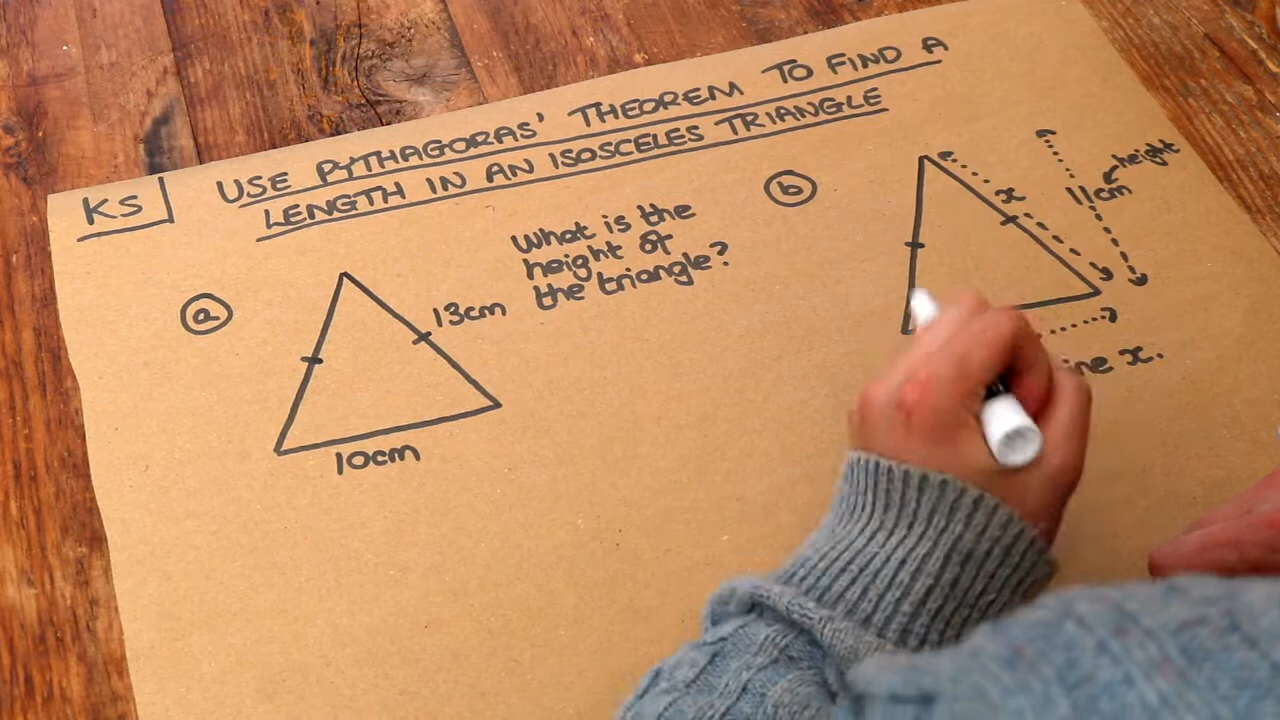 KS
USE PYTHAGORAS' THEOREM TO FIND A
LENGTH IN AN ISOSCELES TRIANGLE
a
13cm
10cm
What is the
height of
the triangle?
b
x
11cm
height
x.